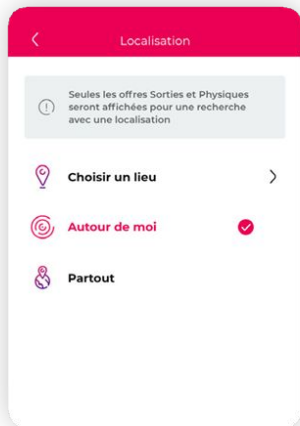 Localisation
Seules les offres Sorties et Physiques
seront affichées pour une recherche
avec une localisation
Choisir un lieu
Autour de moi
Partout